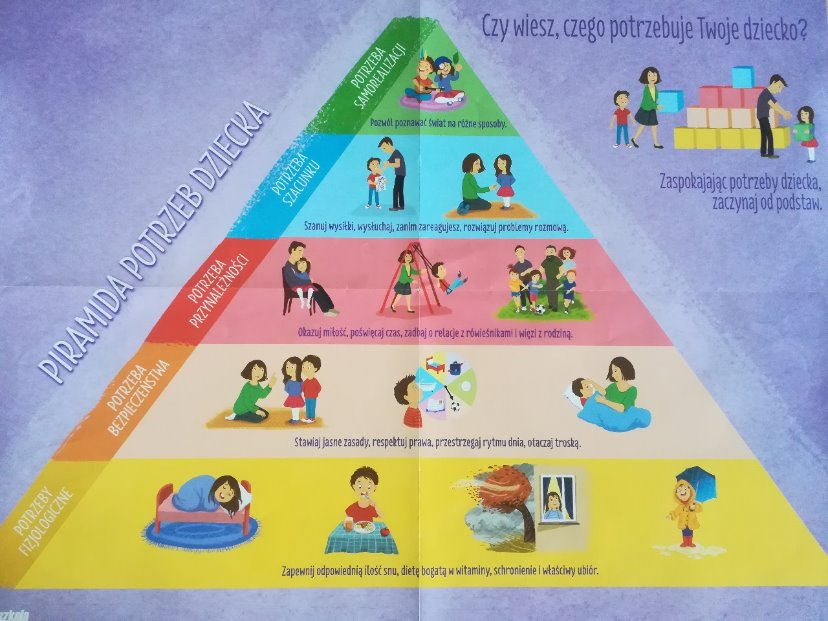 Czy wiesz, czego potrzebuje Twoje dziecko?
Zaspokajając potrzeby dziecka,
zaczynaj od podstaw.
PIRAMIDA POTRZEB DZIECKA
POTRZEBA
SAMOREALIZACJI
Pozwól poznawać świat na różne sposoby.
POTRZEBA
SZACUNKU
Szanuj wysiłki, wysłuchaj, zanim zareagujesz, rozwiązuj problemy rozmową.
POTRZEBA
PRZYNALEŻNOŚCI
Okazuj miłość, poświęcaj czas, zadbaj o relacje z rówieśnikami i więzi z rodziną.
POTRZEBA
BEZPIECZEŃSTWA
Stawiaj jasne zasady, respektuj prawa, przestrzegaj rytmu dnia, otaczaj troską.
POTRZEBY
FIZJOLOGICZNE
Zapewnij odpowiednią ilość snu, dietę bogatą w witaminy, schronienie i właściwy ubiór.